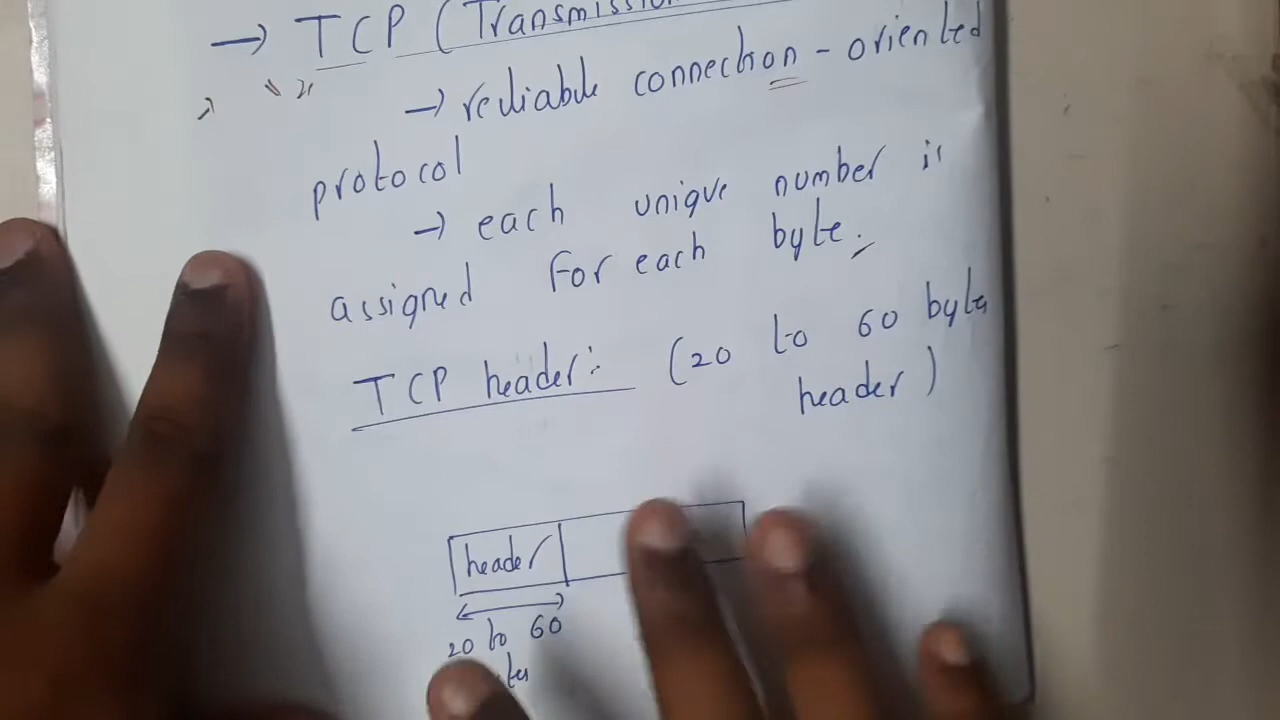 → TCP (Transmission
→ reliable connection - oriented
protocol
→ each unique number is
assigned for each byte.
TCP header:- (20 to 60 byte
header)
header
20 to 60